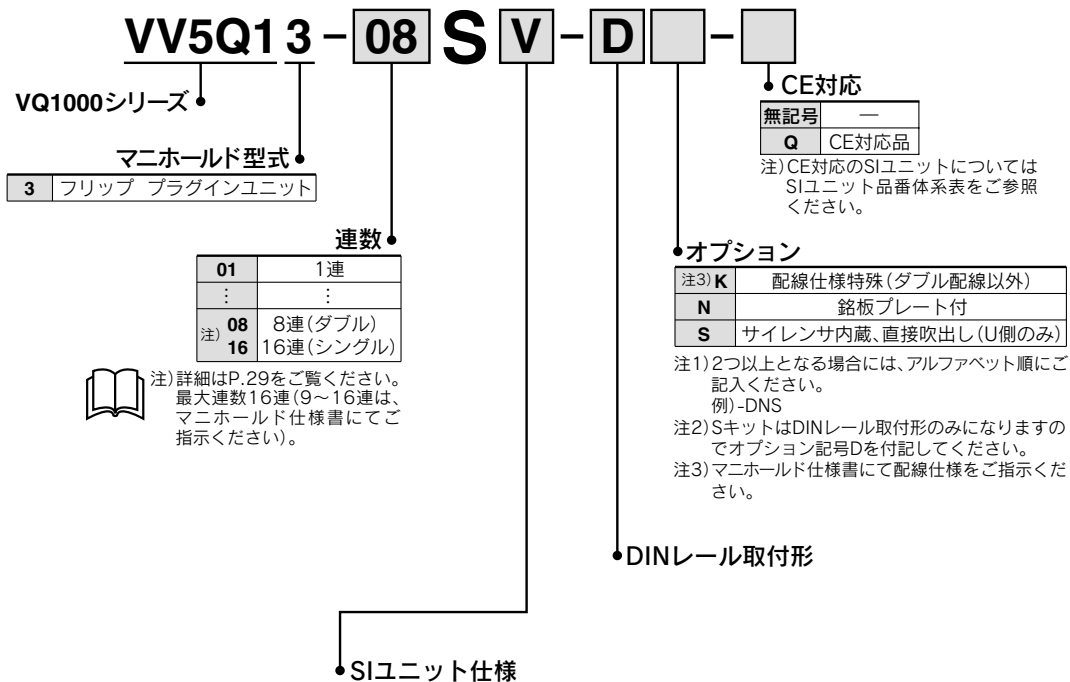 VV5Q1 3 - 08 S V - D -
VQ1000シリーズ
マニホールド型式
3 フリップ プラグインユニット
連数
01 1連
⋮ ⋮
注) 08 8連(ダブル)
16 16連(シングル)
注)詳細はP.29をご覧ください。
最大連数16連(9〜16連は、
マニホールド仕様書にてご
指示ください)。
CE対応
無記号 —
Q CE対応品
注)CE対応のSIユニットについては
SIユニット品番体系表をご参照
ください。
オプション
注3) K 配線仕様特殊(ダブル配線以外)
N 銘板プレート付
S サイレンサ内蔵、直接吹出し(U側のみ)
注1)2つ以上となる場合には、アルファベット順にご
記入ください。
例)-DNS
注2)SキットはDINレール取付形のみになりますの
でオプション記号Dを付記してください。
注3)マニホールド仕様書にて配線仕様をご指示くだ
さい。
DINレール取付形
SIユニット仕様